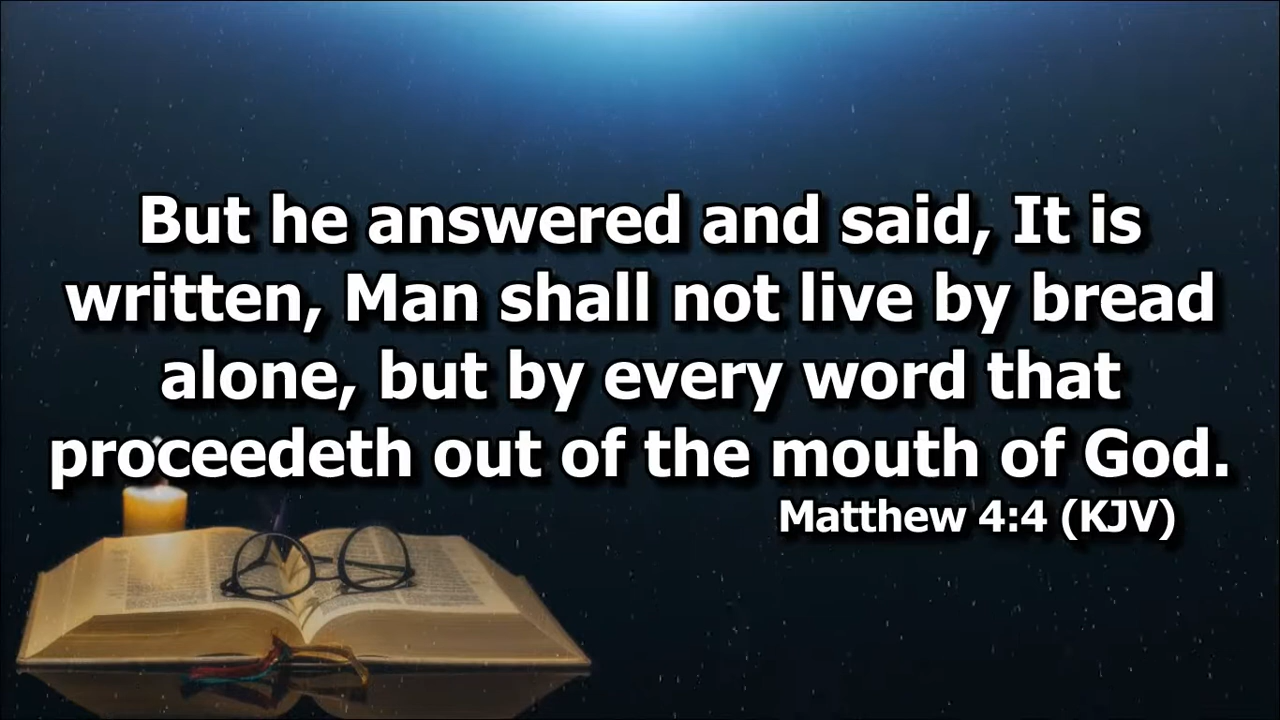 But he answered and said, It is
written, Man shall not live by bread
alone, but by every word that
proceedeth out of the mouth of God.
Matthew 4:4 (KJV)